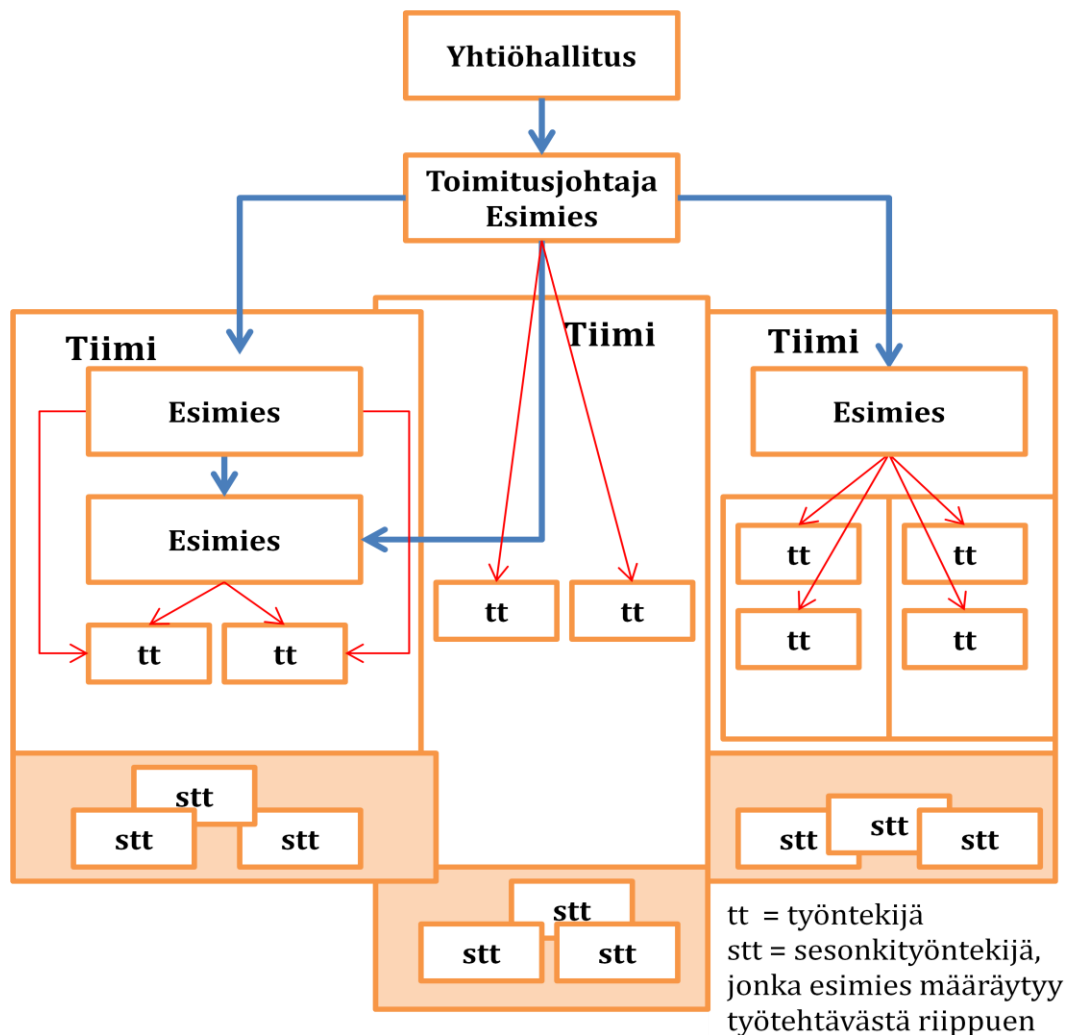 Yhtiöhallitus
Toimitusjohtaja
Esimies
Tiimi
Esimies
Esimies
tt
tt
stt
stt
stt
Tiimi
tt
tt
stt
stt
stt
Tiimi
Esimies
tt
tt
tt
tt
stt
stt
stt
tt = työntekijä
stt = sesonkityöntekijä,
jonka esimies määräytyy
työtehtävästä riippuen